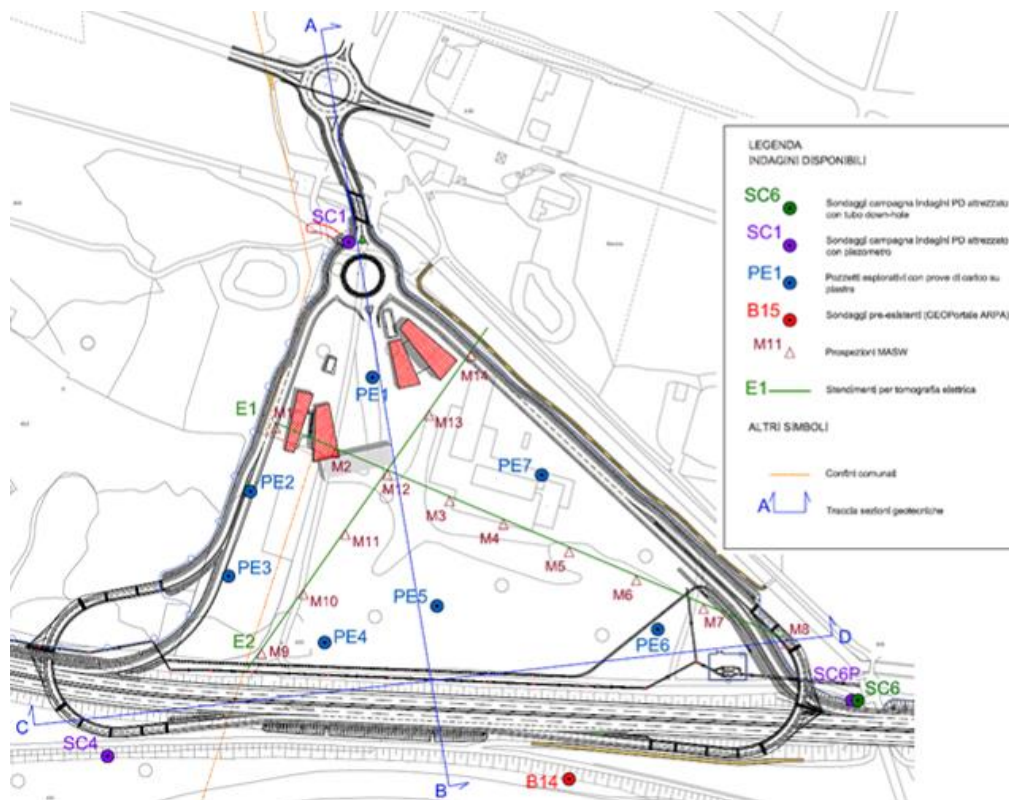 A
LEGENDA
INDAGINI DISPONIBILI
SC6
Sondaggi campagna indagini PD attrezzato
con tubo down-hole
SC1
Sondaggi campagna indagini PD attrezzato
con piezometro
PE1
Pozzetti esplorativi con prove di carico su
piastra
B15
Sondaggi pre-esistenti (GEOPortale ARPA)
M11
Prospezioni MASW
E1
Stendimenti per tomografia elettrica
ALTRI SIMBOLI
Confini comunali
A
Traccia sezioni geotecniche
SC1
M14
PE1
E1
M1
M13
M2
M12
PE7
PE2
M3
M4
M11
M5
PE3
M6
M10
PE5
M7
E2
PE4
PE6
M8
M9
D
SC6P
SC6
C
SC4
B14
B